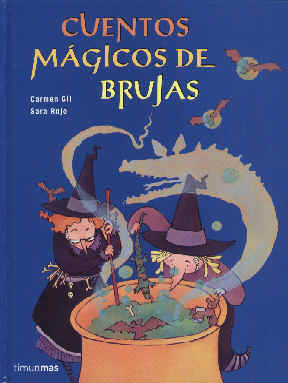 CUENTOS
MÁGICOS DE
BRUJAS
Carmen Gil
Sara Rojo
timunmas